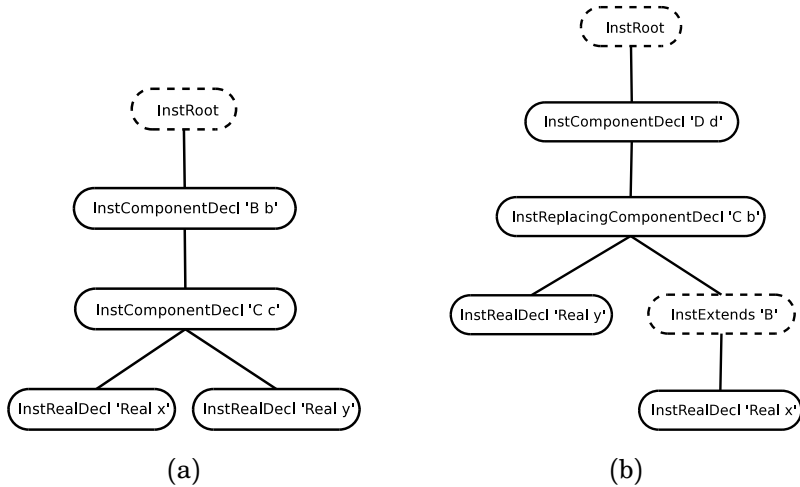 InstRoot
InstComponentDecl 'B b'
InstComponentDecl 'C c'
InstRealDecl 'Real x'
InstRealDecl 'Real y'
(a)
InstRoot
InstComponentDecl 'D d'
InstReplacingComponentDecl 'C b'
InstRealDecl 'Real y'
InstExtends 'B'
InstRealDecl 'Real x'
(b)